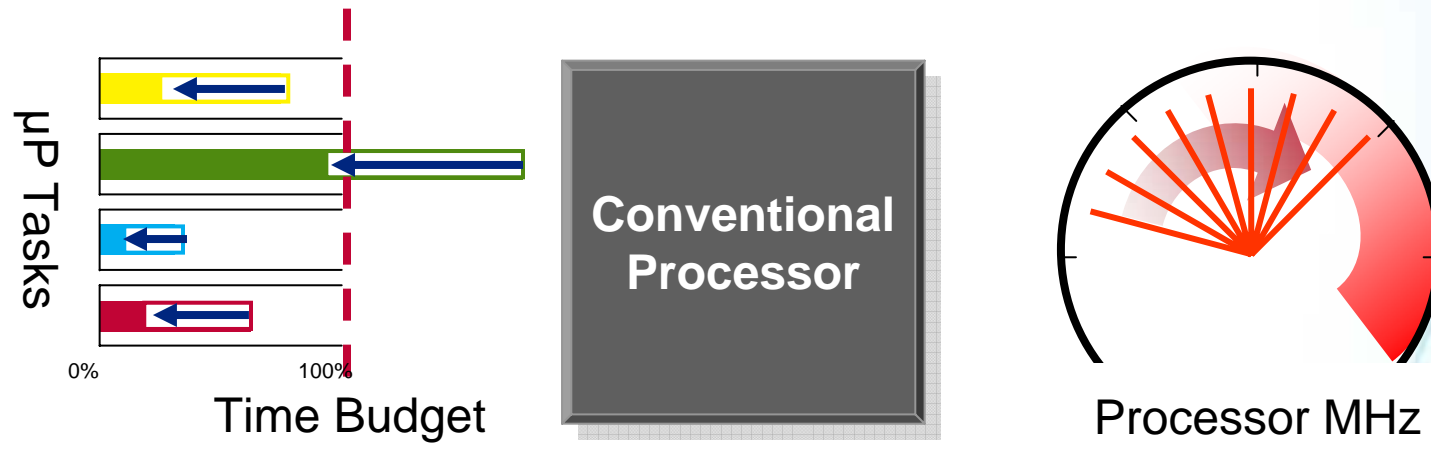 µP Tasks
0%
100%
Time Budget
Conventional
Processor
Processor MHz